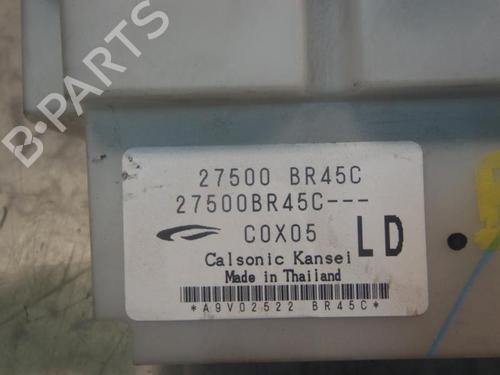 B-PARTS
27500 BR45C
27500BR45C---
C0X05 LD
Calsonic Kansei
Made in Thailand
*A9V02522 BR45C*